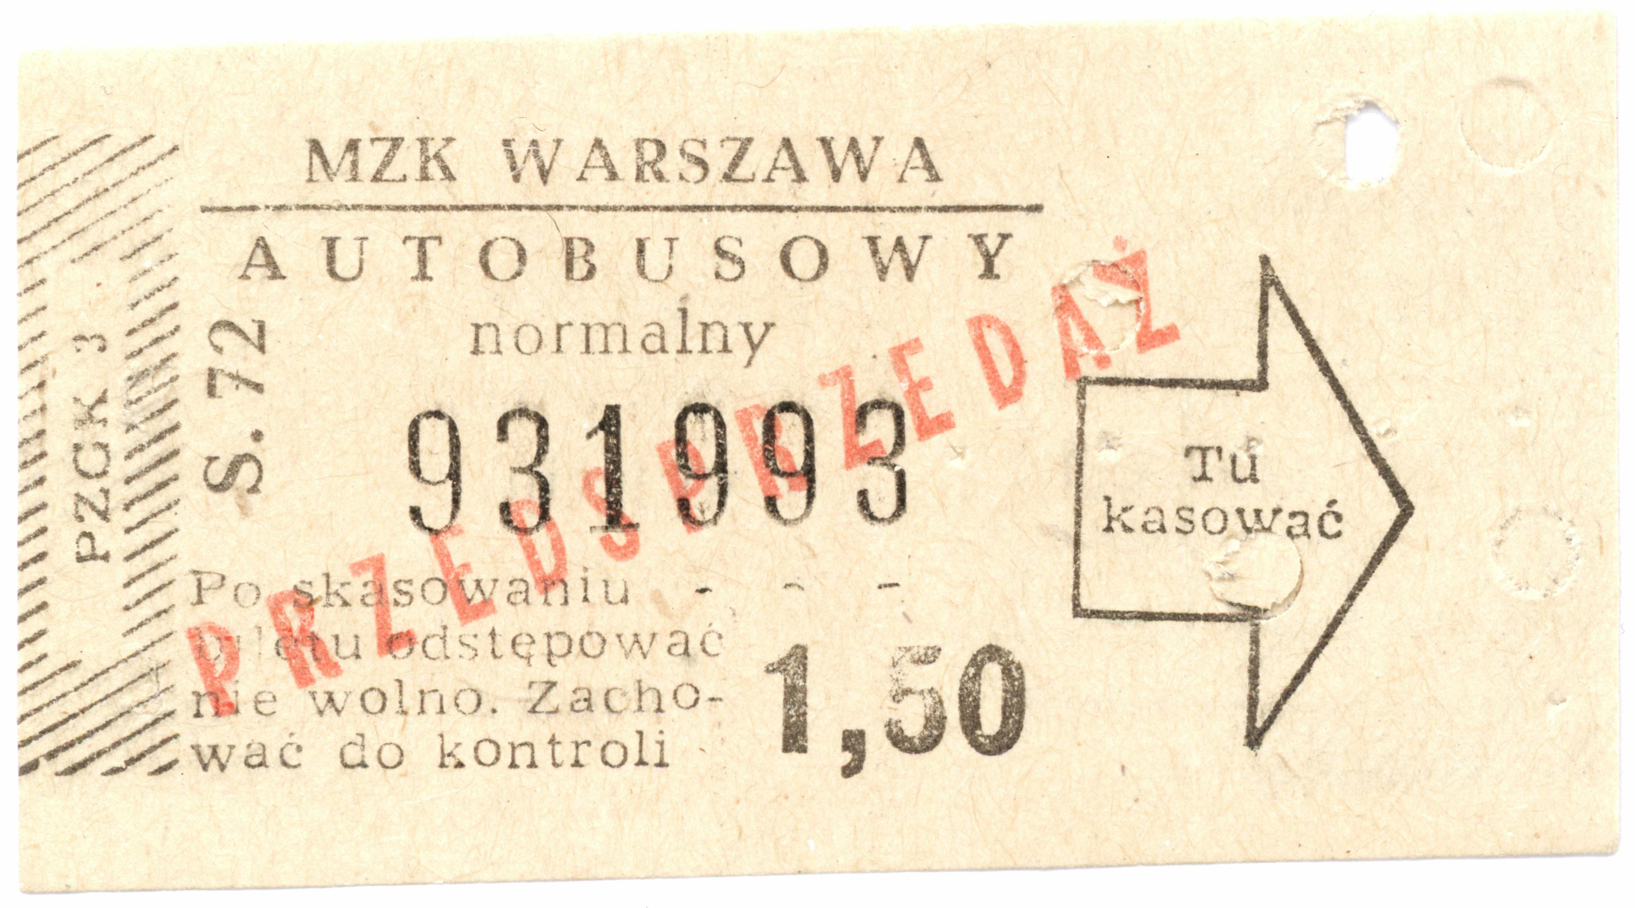 MZK WARSZAWA
AUTOBUSOWY
normalny
931993
PRZEDSPRZEDAŻ
S. 72
PZGK 3
Po skasowaniu - - -
biletu odstępować
nie wolno. Zacho-
wać do kontroli
1,50
Tu
kasować